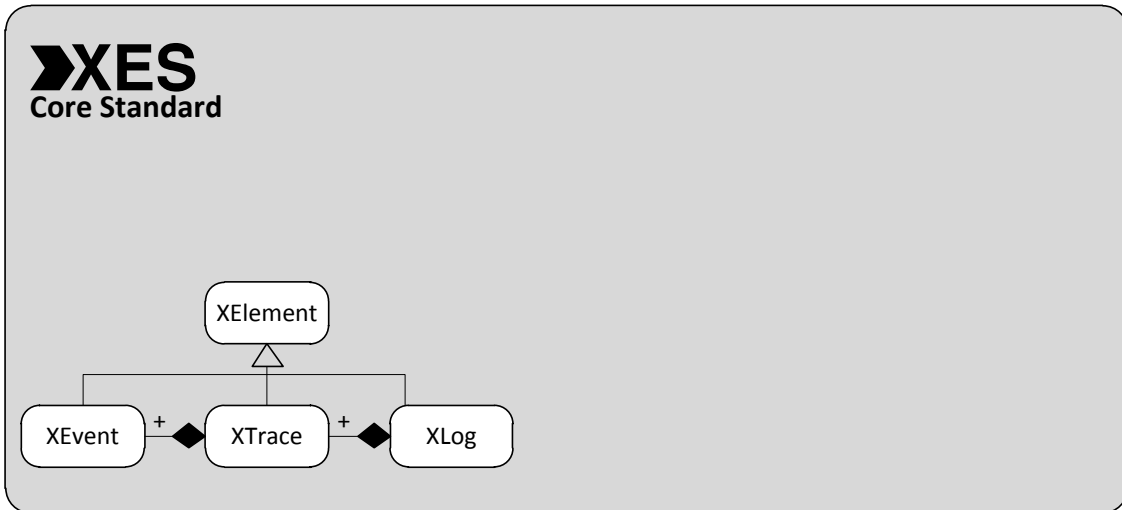 XES
Core Standard
XElement
XEvent
+
XTrace
+
XLog